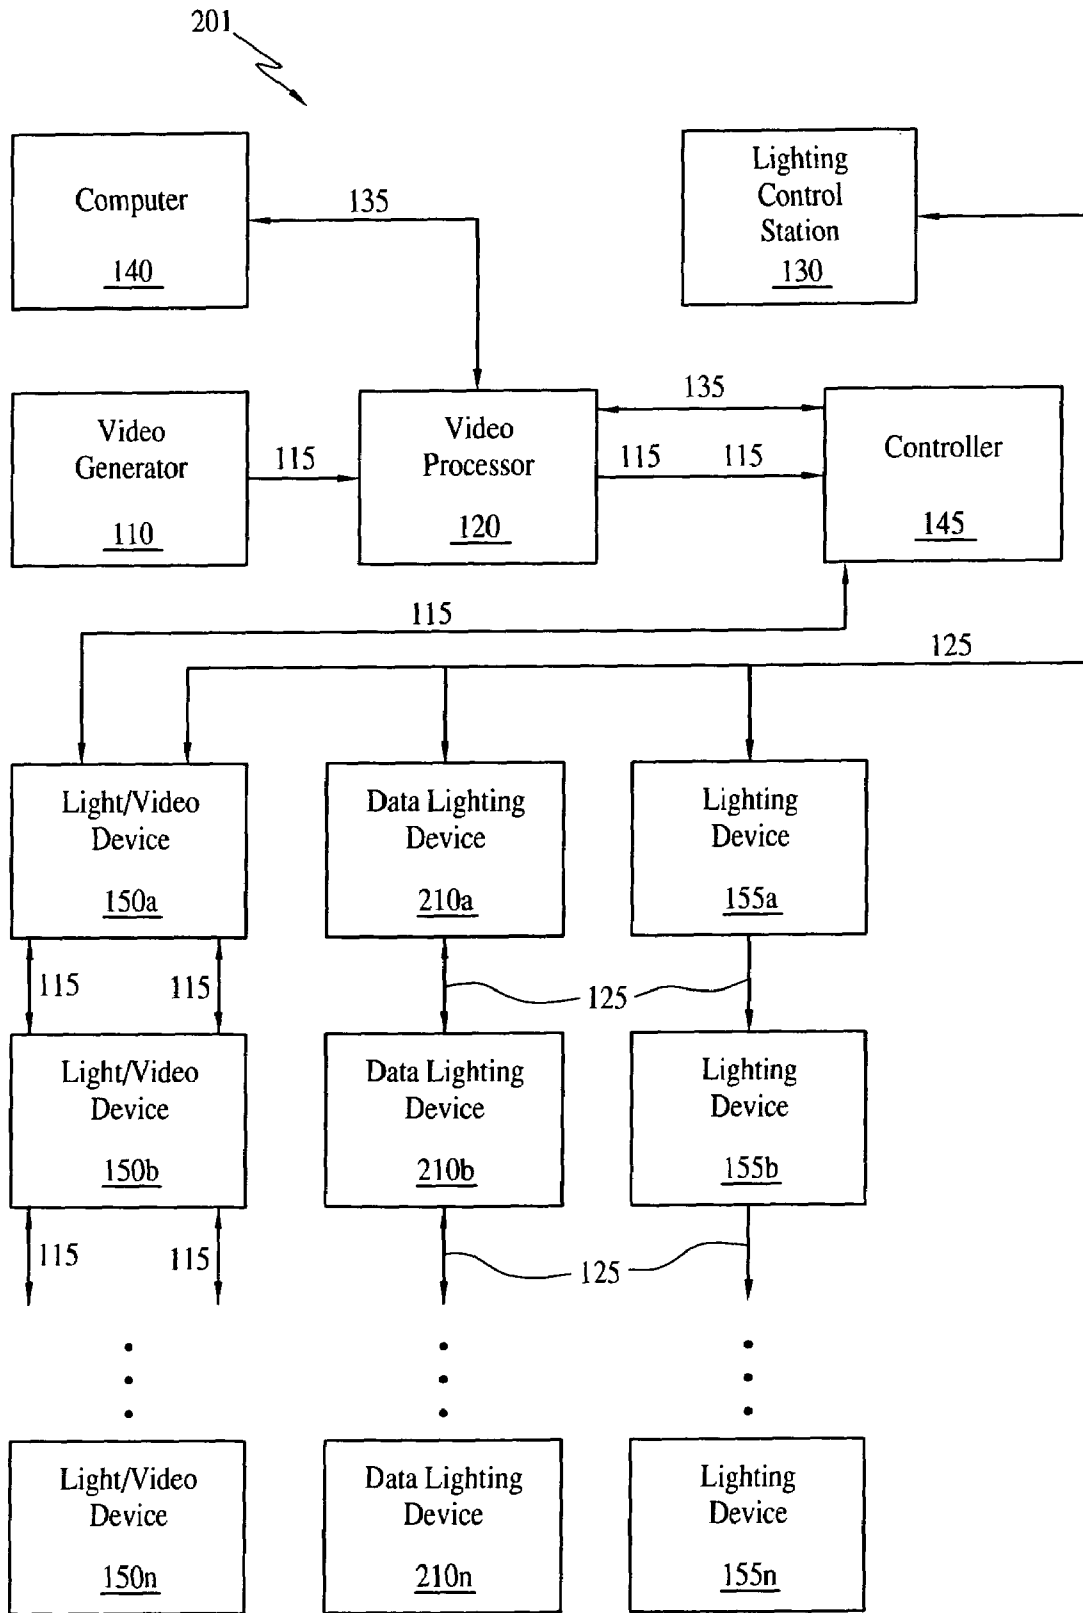 201
Computer
140
135
Lighting
Control
Station
130
Video
Generator
110
115
Video
Processor
120
135
115 115
Controller
145
115
125
Light/Video
Device
150a
Data Lighting
Device
210a
Lighting
Device
155a
115 115
125
Light/Video
Device
150b
Data Lighting
Device
210b
Lighting
Device
155b
115 115
125
Light/Video
Device
150n
Data Lighting
Device
210n
Lighting
Device
155n